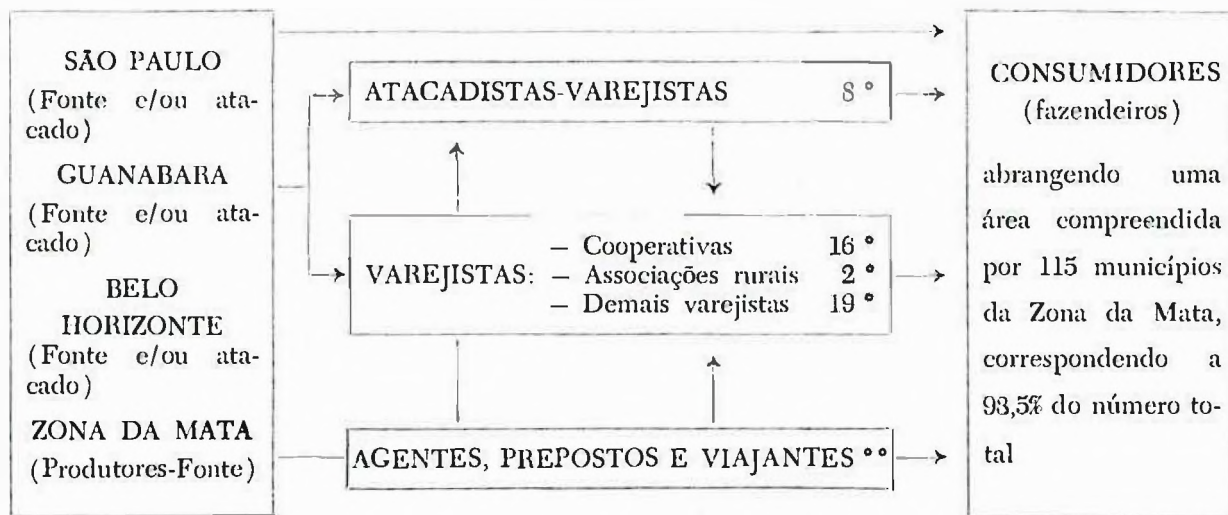 SÃO PAULO
(Fonte e/ou ata-
cado)
GUANABARA
(Fonte e/ou ata-
cado)
BELO
HORIZONTE
(Fonte e/ou ata-
cado)
ZONA DA MATA
(Produtores-Fonte)
ATACADISTAS-VAREJISTAS 8 °
VAREJISTAS:
– Cooperativas 16 °
– Associações rurais 2 °
– Demais varejistas 19 °
AGENTES, PREPOSTOS E VIAJANTES °°
CONSUMIDORES
(fazendeiros)
abrangendo uma
área compreendida
por 115 municípios
da Zona da Mata,
correspondendo a
93,5% do número to-
tal